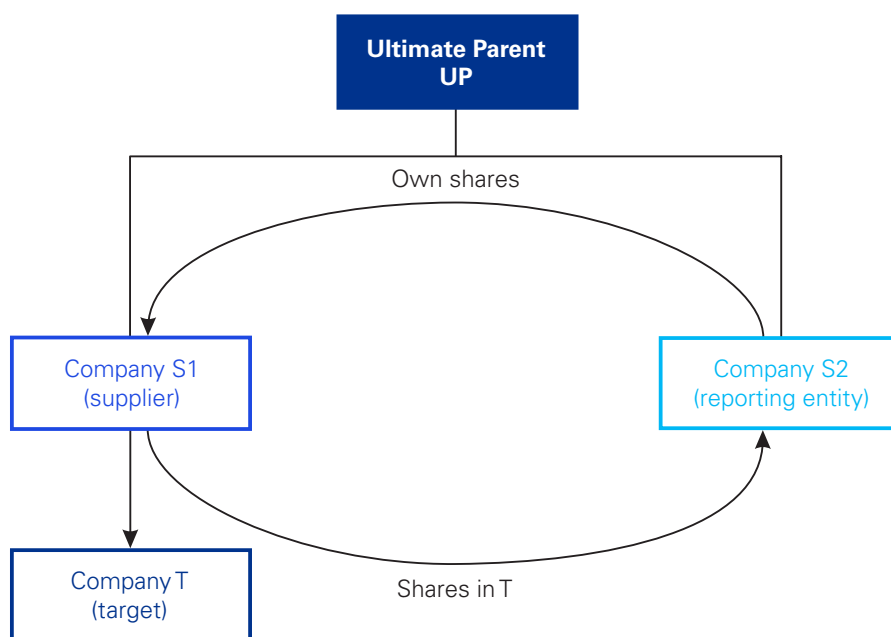 Ultimate Parent
UP
Own shares
Company S1
(supplier)
Company S2
(reporting entity)
Company T
(target)
Shares in T